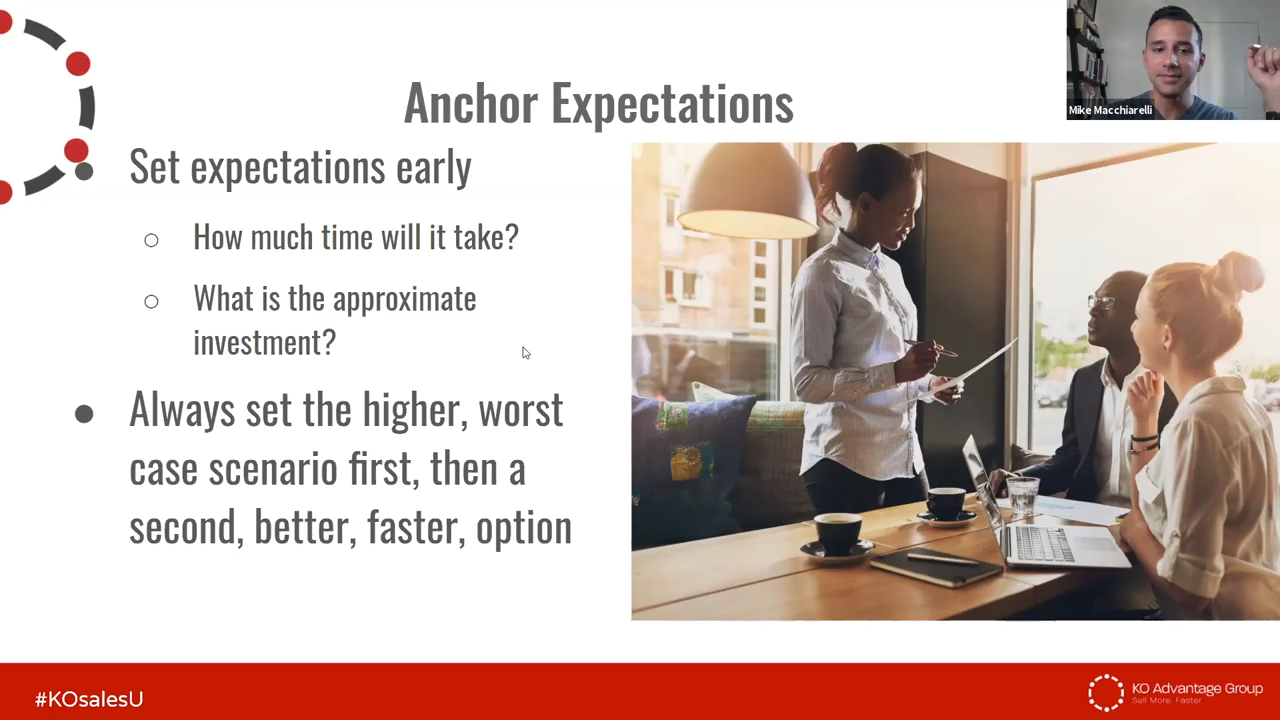 Anchor Expectations
Mike Macchiarelli
Set expectations early
How much time will it take?
What is the approximate
investment?
Always set the higher, worst
case scenario first, then a
second, better, faster, option
#KOsalesU
KO Advantage Group
Sell More. Faster.